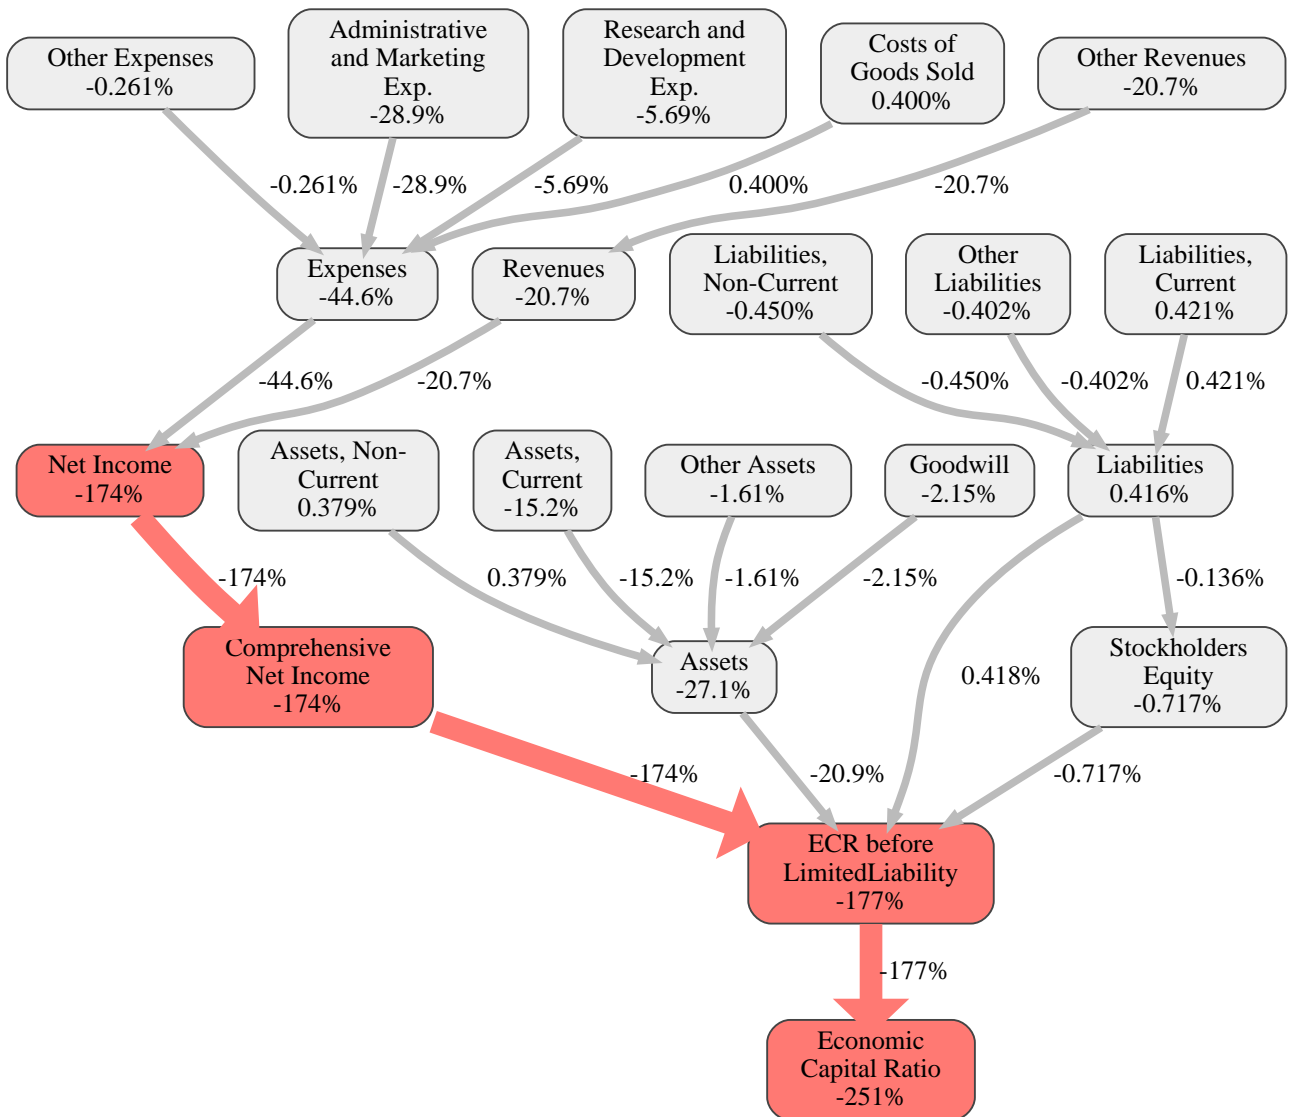 Other Expenses
-0.261%
Administrative
and Marketing
Exp.
-28.9%
Research and
Development
Exp.
-5.69%
Costs of
Goods Sold
0.400%
Other Revenues
-20.7%
-0.261%
-28.9%
-5.69%
0.400%
-20.7%
Expenses
-44.6%
Revenues
-20.7%
Liabilities,
Non-Current
-0.450%
Other
Liabilities
-0.402%
Liabilities,
Current
0.421%
-44.6%
-20.7%
-0.450%
-0.402%
0.421%
Net Income
-174%
Assets, Non-
Current
0.379%
Assets,
Current
-15.2%
Other Assets
-1.61%
Goodwill
-2.15%
Liabilities
0.416%
-174%
0.379%
-15.2%
-1.61%
-2.15%
-0.136%
Comprehensive
Net Income
-174%
Assets
-27.1%
0.418%
Stockholders
Equity
-0.717%
-174%
-20.9%
-0.717%
ECR before
LimitedLiability
-177%
-177%
Economic
Capital Ratio
-251%